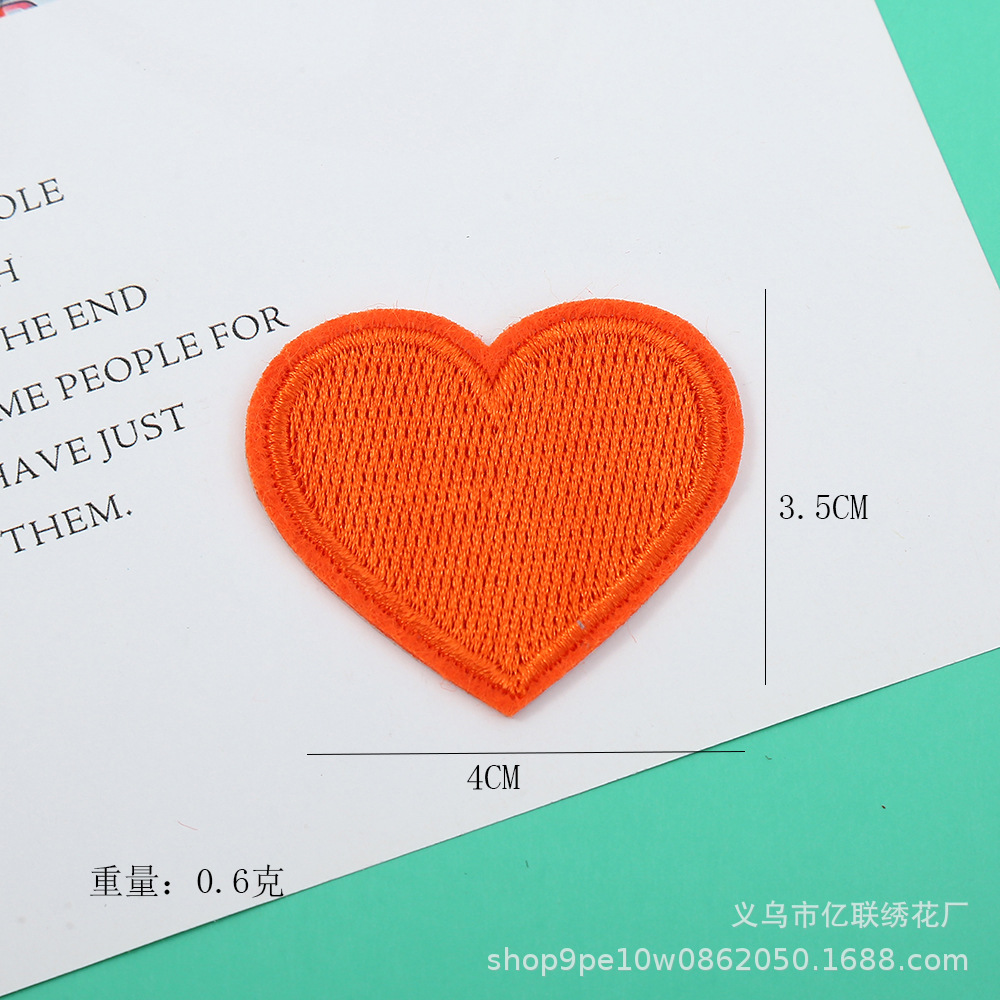 OLE
H
HE END
ME PEOPLE FOR
HAVE JUST
THEM.
3.5CM
4CM
重量：0.6克
义乌市亿联绣花厂
shop9pe10w0862050.1688.com